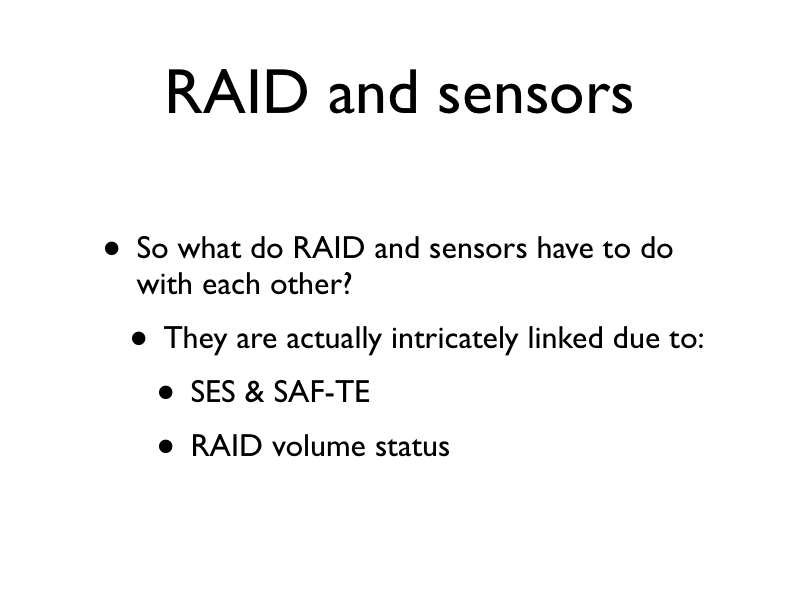 RAID and sensors
• So what do RAID and sensors have to do
with each other?
• They are actually intricately linked due to:
• SES & SAF-TE
• RAID volume status